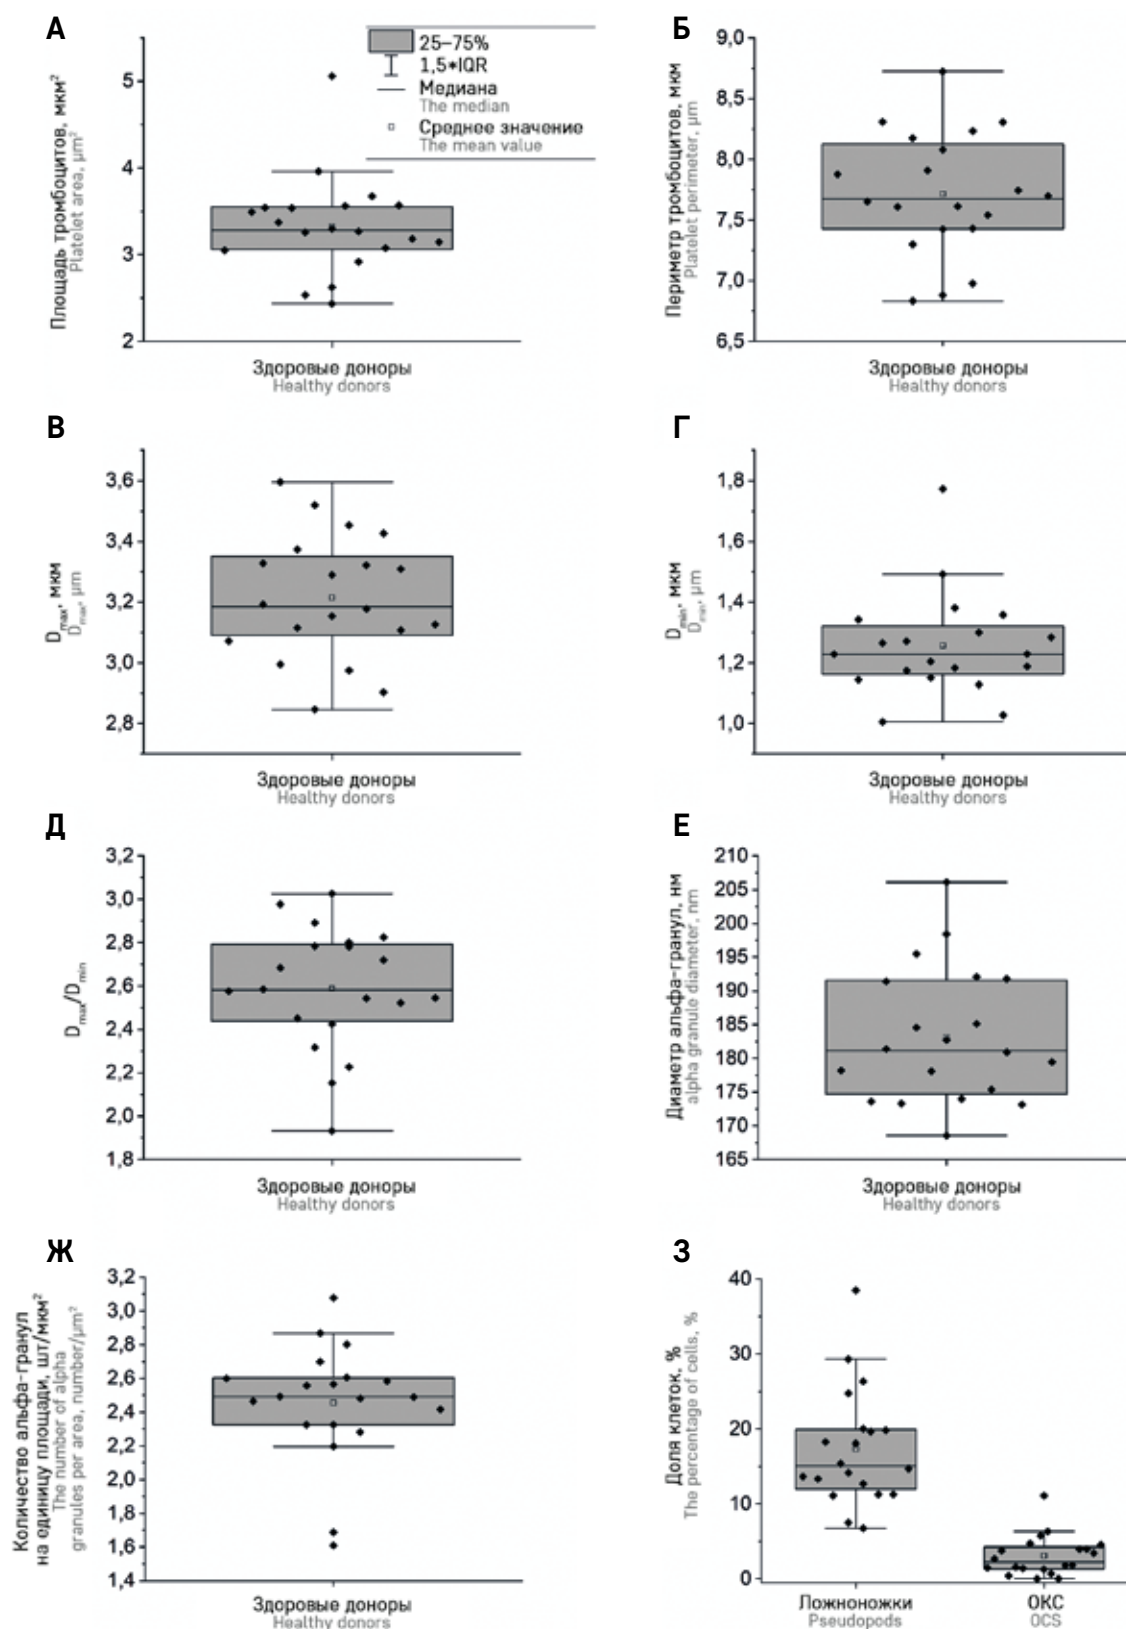 А
Площадь тромбоцитов, мкм²
Platelet area, µm²
5
4
3
2
25–75%
1,5*IQR
Медиана
The median
Среднее значение
The mean value
Здоровые доноры
Healthy donors
Б
Периметр тромбоцитов, мкм
Platelet perimeter, µm
9,0
8,5
8,0
7,5
7,0
6,5
Здоровые доноры
Healthy donors
В
Dmax, мкм
Dmax, µm
3,6
3,4
3,2
3,0
2,8
Здоровые доноры
Healthy donors
Г
Dmin, мкм
Dmin, µm
1,8
1,6
1,4
1,2
1,0
Здоровые доноры
Healthy donors
Д
Dmax/Dmin
3,2
3,0
2,8
2,6
2,4
2,2
2,0
1,8
Здоровые доноры
Healthy donors
Е
Диаметр альфа-гранул, нм
alpha granule diameter, nm
210
205
200
195
190
185
180
175
170
165
Здоровые доноры
Healthy donors
Ж
Количество альфа-гранул
на единицу площади, шт/мкм²
The number of alpha
granules per area, number/µm²
3,2
3,0
2,8
2,6
2,4
2,2
2,0
1,8
1,6
1,4
Здоровые доноры
Healthy donors
З
Доля клеток, %
The percentage of cells, %
40
30
20
10
0
Ложноножки
Pseudopods
ОКС
OCS